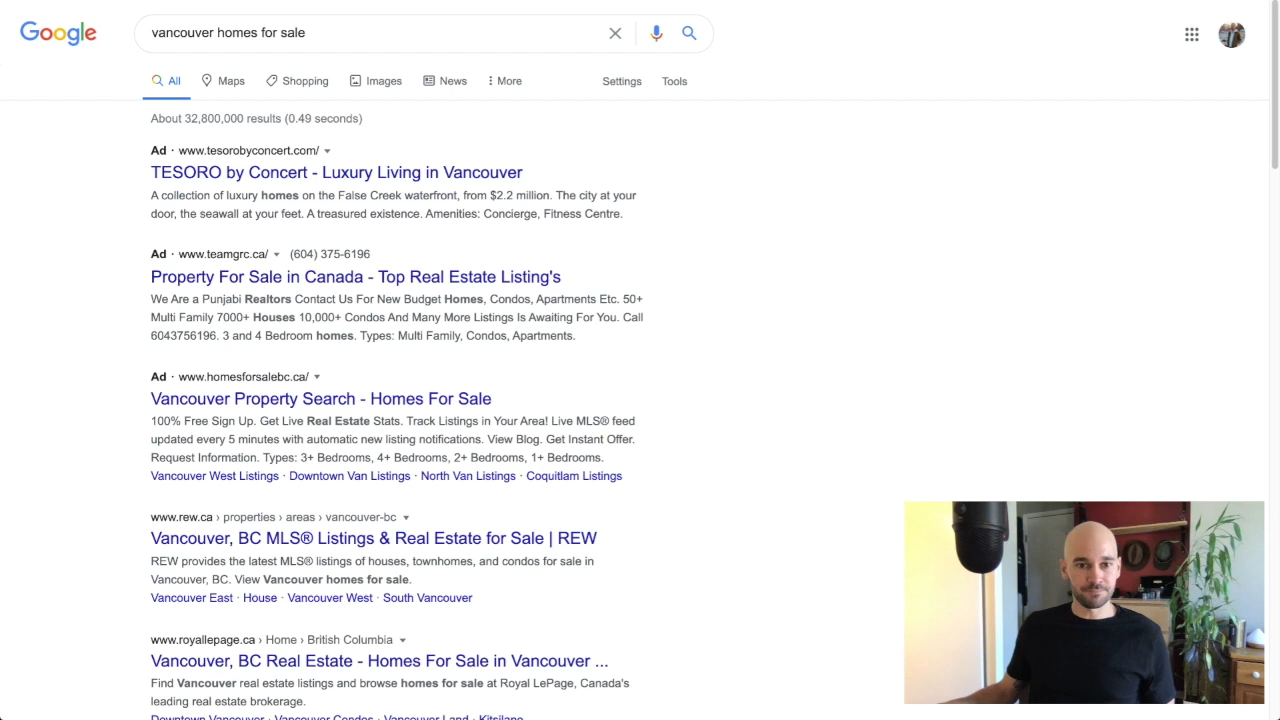 Google
vancouver homes for sale
All Maps Shopping Images News More Settings Tools
About 32,800,000 results (0.49 seconds)
Ad · www.tesorobyconcert.com/
TESORO by Concert - Luxury Living in Vancouver
A collection of luxury homes on the False Creek waterfront, from $2.2 million. The city at your
door, the seawall at your feet. A treasured existence. Amenities: Concierge, Fitness Centre.
Ad · www.teamgrc.ca/ (604) 375-6196
Property For Sale in Canada - Top Real Estate Listing's
We Are a Punjabi Realtors Contact Us For New Budget Homes, Condos, Apartments Etc. 50+
Multi Family 7000+ Houses 10,000+ Condos And Many More Listings Is Awaiting For You. Call
6043756196. 3 and 4 Bedroom homes. Types: Multi Family, Condos, Apartments.
Ad · www.homesforsalebc.ca/
Vancouver Property Search - Homes For Sale
100% Free Sign Up. Get Live Real Estate Stats. Track Listings in Your Area! Live MLS® feed
updated every 5 minutes with automatic new listing notifications. View Blog. Get Instant Offer.
Request Information. Types: 3+ Bedrooms, 4+ Bedrooms, 2+ Bedrooms, 1+ Bedrooms.
Vancouver West Listings · Downtown Van Listings · North Van Listings · Coquitlam Listings
www.rew.ca › properties › areas › vancouver-bc
Vancouver, BC MLS® Listings & Real Estate for Sale | REW
REW provides the latest MLS® listings of houses, townhomes, and condos for sale in
Vancouver, BC. View Vancouver homes for sale.
Vancouver East · House · Vancouver West · South Vancouver
www.royallepage.ca › Home › British Columbia
Vancouver, BC Real Estate - Homes For Sale in Vancouver ...
Find Vancouver real estate listings and browse homes for sale at Royal LePage, Canada's
leading real estate brokerage.
Downtown Vancouver · Vancouver Condos · Vancouver Land · Kitsilano